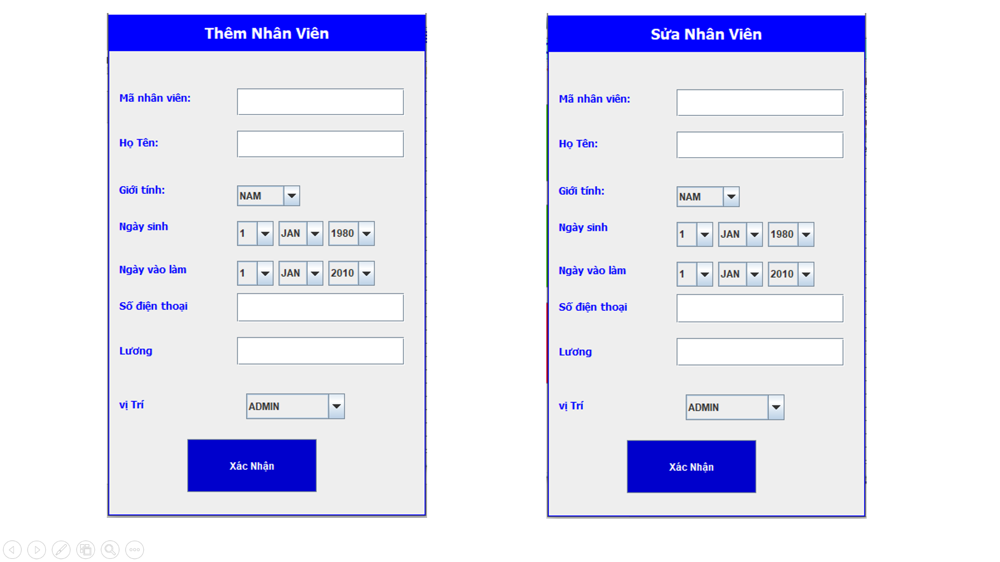 Thêm Nhân Viên
Mã nhân viên:
Họ Tên:
Giới tính:
NAM
Ngày sinh
1 JAN 1980
Ngày vào làm
1 JAN 2010
Số điện thoại
Lương
vị Trí
ADMIN
Xác Nhận
Sửa Nhân Viên
Mã nhân viên:
Họ Tên:
Giới tính:
NAM
Ngày sinh
1 JAN 1980
Ngày vào làm
1 JAN 2010
Số điện thoại
Lương
vị Trí
ADMIN
Xác Nhận